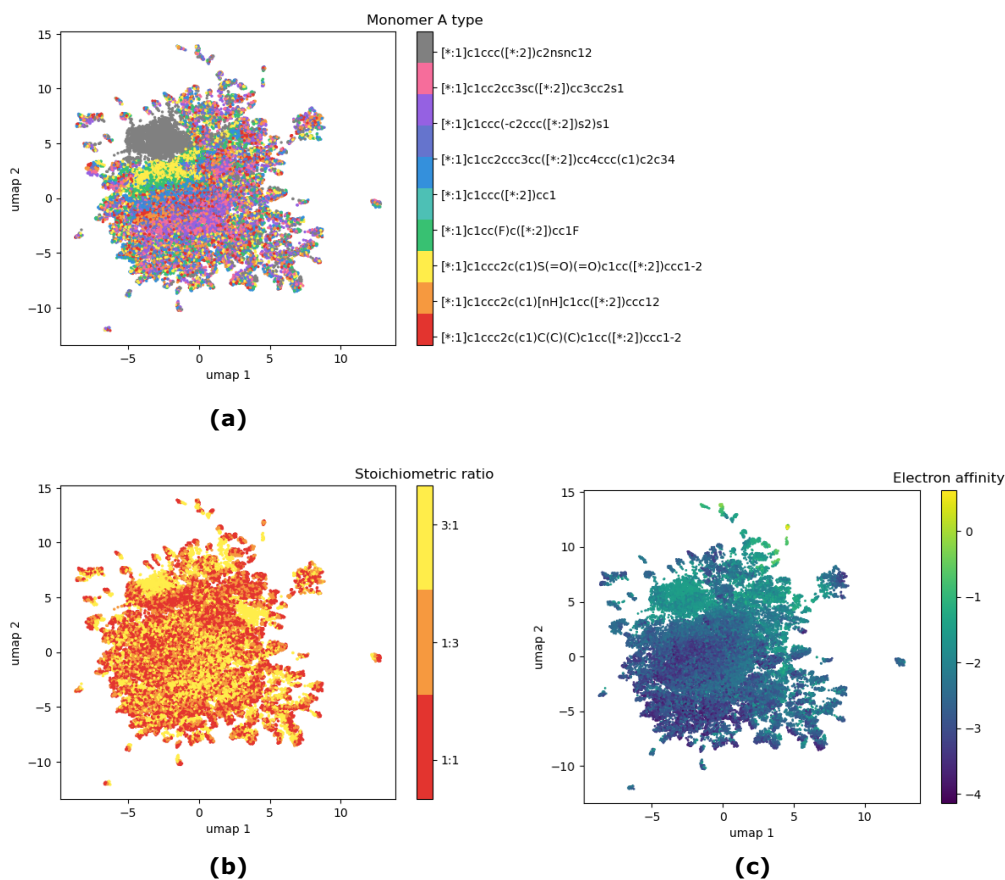 Monomer A type
15
10
5
0
−5
−10
umap 2
−5
0
5
10
umap 1
[*:1]c1ccc([*:2])c2nsnc12
[*:1]c1cc2cc3sc([*:2])cc3cc2s1
[*:1]c1ccc(-c2ccc([*:2])s2)s1
[*:1]c1cc2ccc3cc([*:2])cc4ccc(c1)c2c34
[*:1]c1ccc([*:2])cc1
[*:1]c1cc(F)c([*:2])cc1F
[*:1]c1ccc2c(c1)S(=O)(=O)c1cc([*:2])ccc1-2
[*:1]c1ccc2c(c1)[nH]c1cc([*:2])ccc12
[*:1]c1ccc2c(c1)C(C)(C)c1cc([*:2])ccc1-2
(a)
Stoichiometric ratio
15
10
5
0
−5
−10
umap 2
−5
0
5
10
umap 1
3:1
1:3
1:1
(b)
Electron affinity
15
10
5
0
−5
−10
umap 2
−5
0
5
10
umap 1
0
−1
−2
−3
−4
(c)